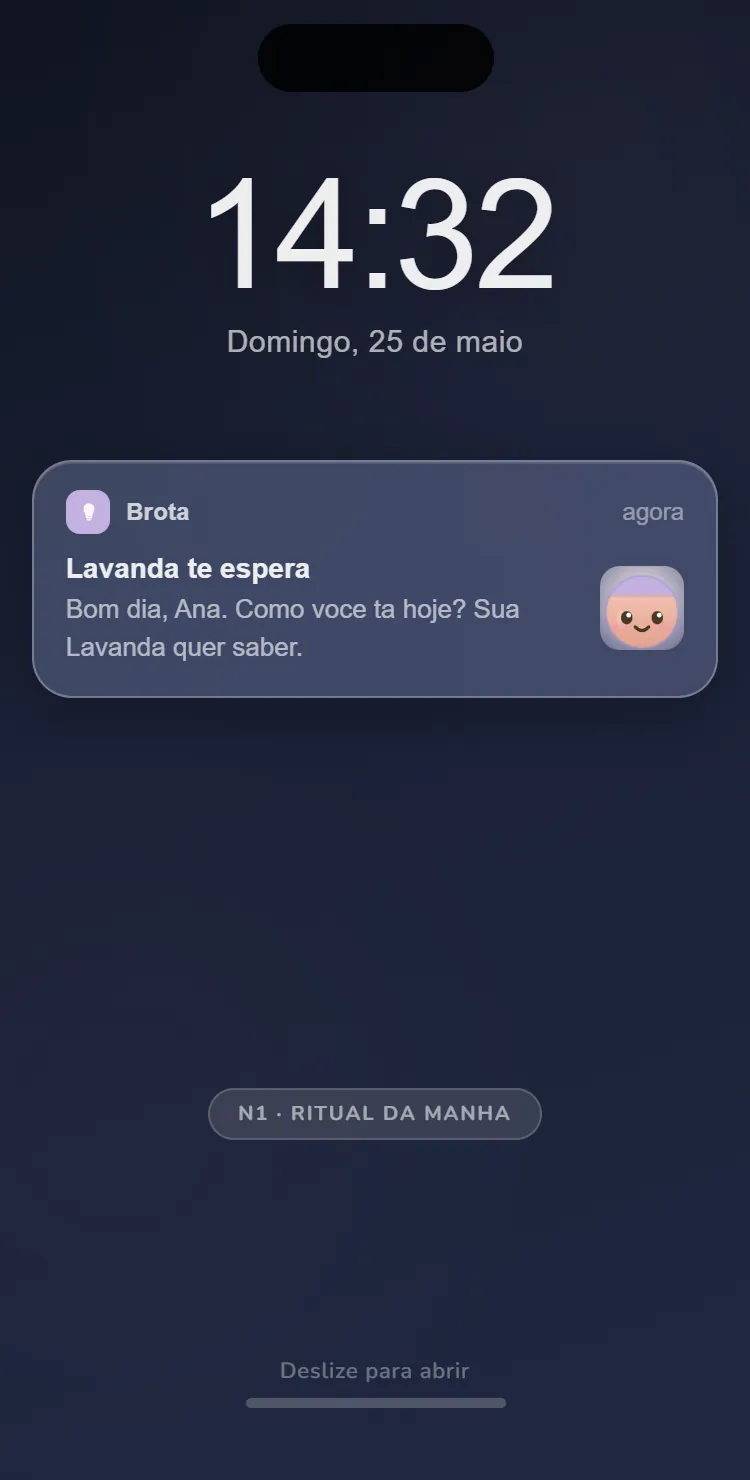 14:32
Domingo, 25 de maio
Brota
agora
Lavanda te espera
Bom dia, Ana. Como voce ta hoje? Sua
Lavanda quer saber.
N1 · RITUAL DA MANHA
Deslize para abrir